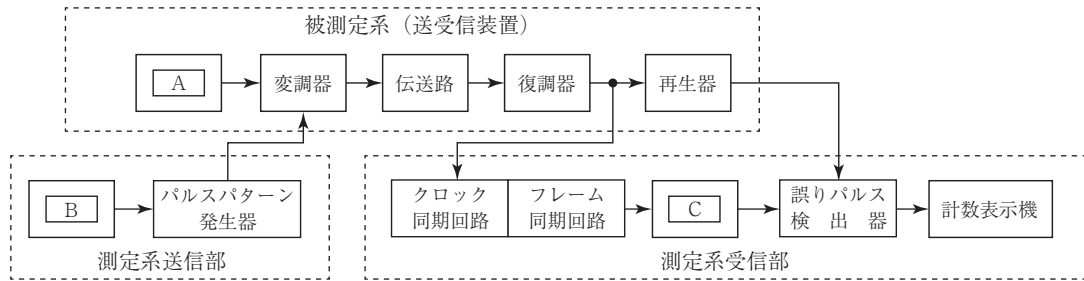 被測定系（送受信装置）
A
変調器
伝送路
復調器
再生器
B
パルスパターン
発生器
測定系送信部
クロック
同期回路
フレーム
同期回路
C
誤りパルス
検出器
計数表示機
測定系受信部